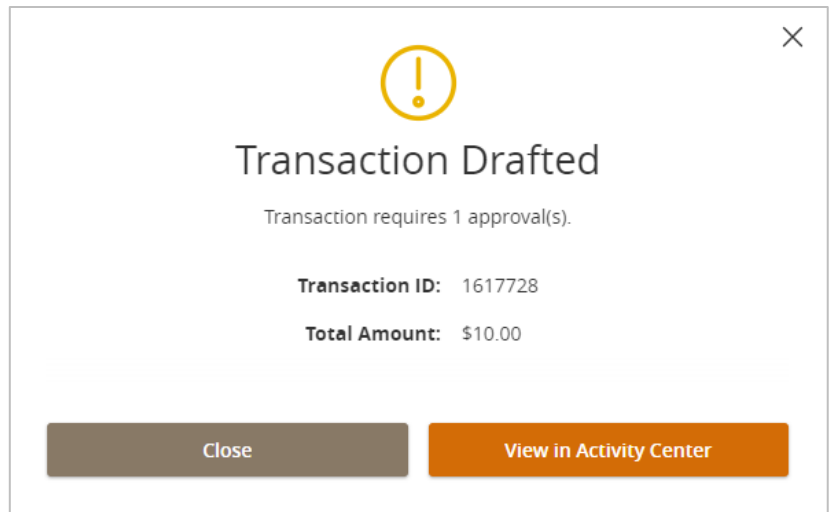 Transaction Drafted
Transaction requires 1 approval(s).
Transaction ID: 1617728
Total Amount: $10.00
Close
View in Activity Center